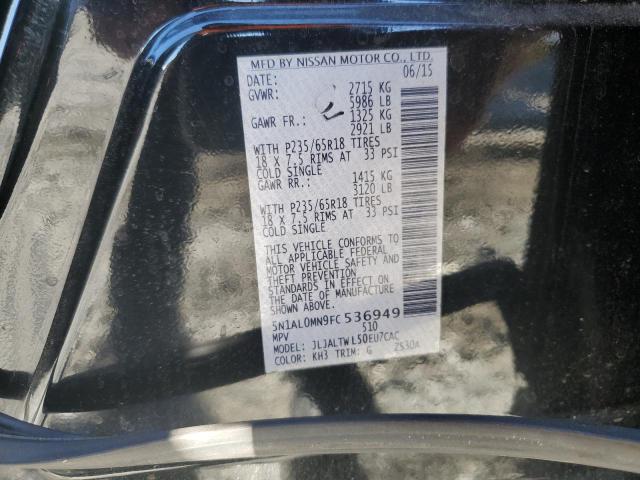 MFD BY NISSAN MOTOR CO., LTD.
DATE: 06/15
GVWR: 2715 KG
5986 LB
GAWR FR.: 1325 KG
2921 LB
WITH P235/65R18 TIRES
18 X 7.5 RIMS AT 33 PSI
COLD SINGLE
GAWR RR.: 1415 KG
3120 LB
WITH P235/65R18 TIRES
18 X 7.5 RIMS AT 33 PSI
COLD SINGLE
THIS VEHICLE CONFORMS TO
ALL APPLICABLE FEDERAL
MOTOR VEHICLE SAFETY AND
THEFT PREVENTION
STANDARDS IN EFFECT ON
THE DATE OF MANUFACTURE
SHOWN ABOVE.
5N1AL0MN9FC536949
MPV 510
MODEL: JLJALTWL50EU7CAC
COLOR: KH3 TRIM: G 2S30A